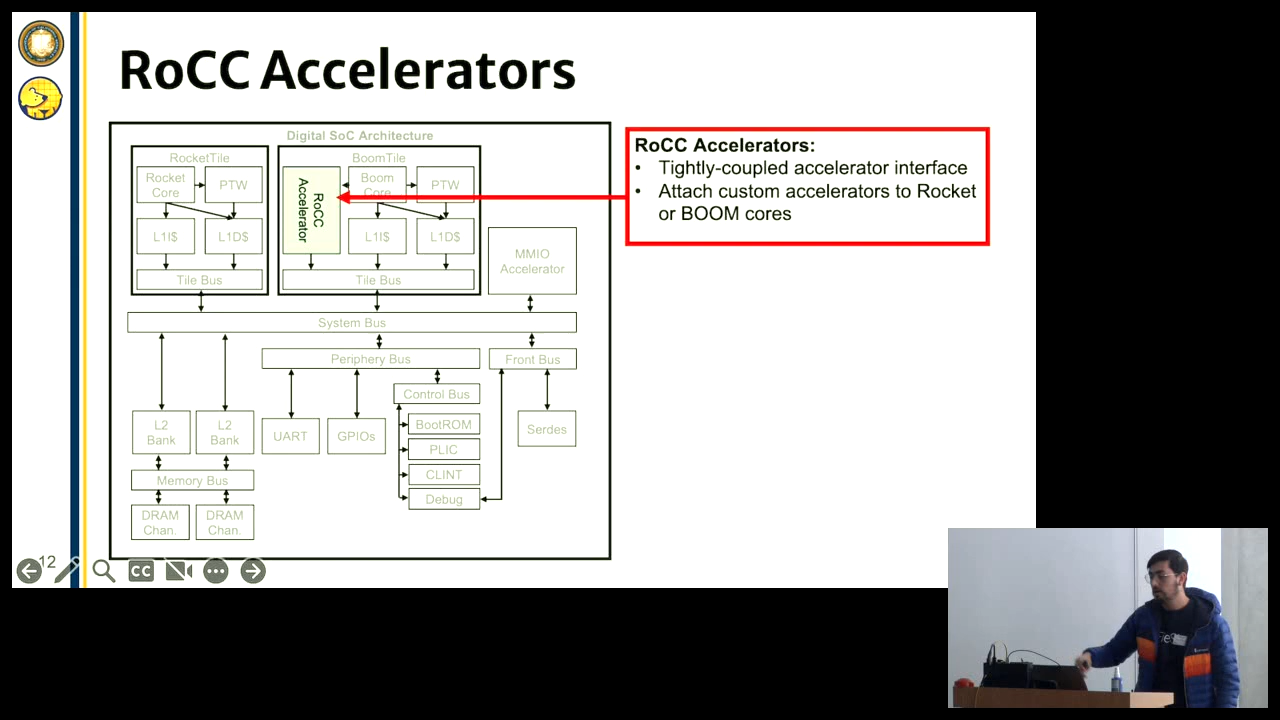 RoCC Accelerators
Digital SoC Architecture
RocketTile
BoomTile
Rocket
Core
PTW
RoCC
Accelerator
Boom
Core
PTW
L1I$
L1D$
L1I$
L1D$
Tile Bus
Tile Bus
MMIO
Accelerator
System Bus
Periphery Bus
Front Bus
Control Bus
L2
Bank
L2
Bank
UART
GPIOs
BootROM
PLIC
CLINT
Debug
Serdes
Memory Bus
DRAM
Chan.
DRAM
Chan.
RoCC Accelerators:
• Tightly-coupled accelerator interface
• Attach custom accelerators to Rocket
or BOOM cores
12
CC